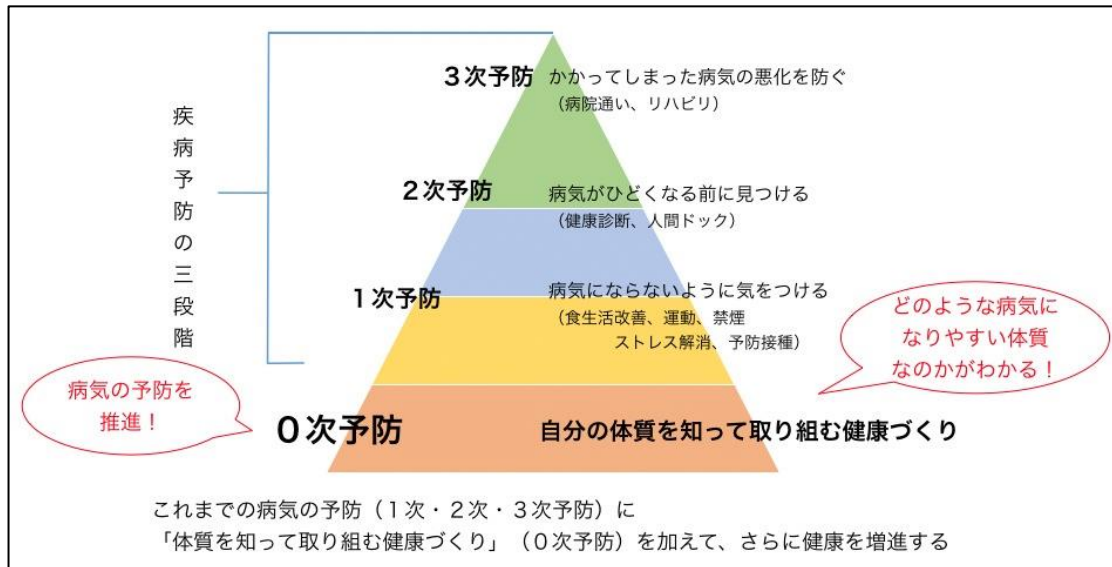 疾病予防の三段階
３次予防 かかってしまった病気の悪化を防ぐ
（病院通い、リハビリ）
２次予防 病気がひどくなる前に見つける
（健康診断、人間ドック）
１次予防 病気にならないように気をつける
（食生活改善、運動、禁煙
ストレス解消、予防接種）
どのような病気に
なりやすい体質
なのかがわかる！
病気の予防を
推進！
０次予防 自分の体質を知って取り組む健康づくり
これまでの病気の予防（１次・２次・３次予防）に
「体質を知って取り組む健康づくり」（０次予防）を加えて、さらに健康を増進する